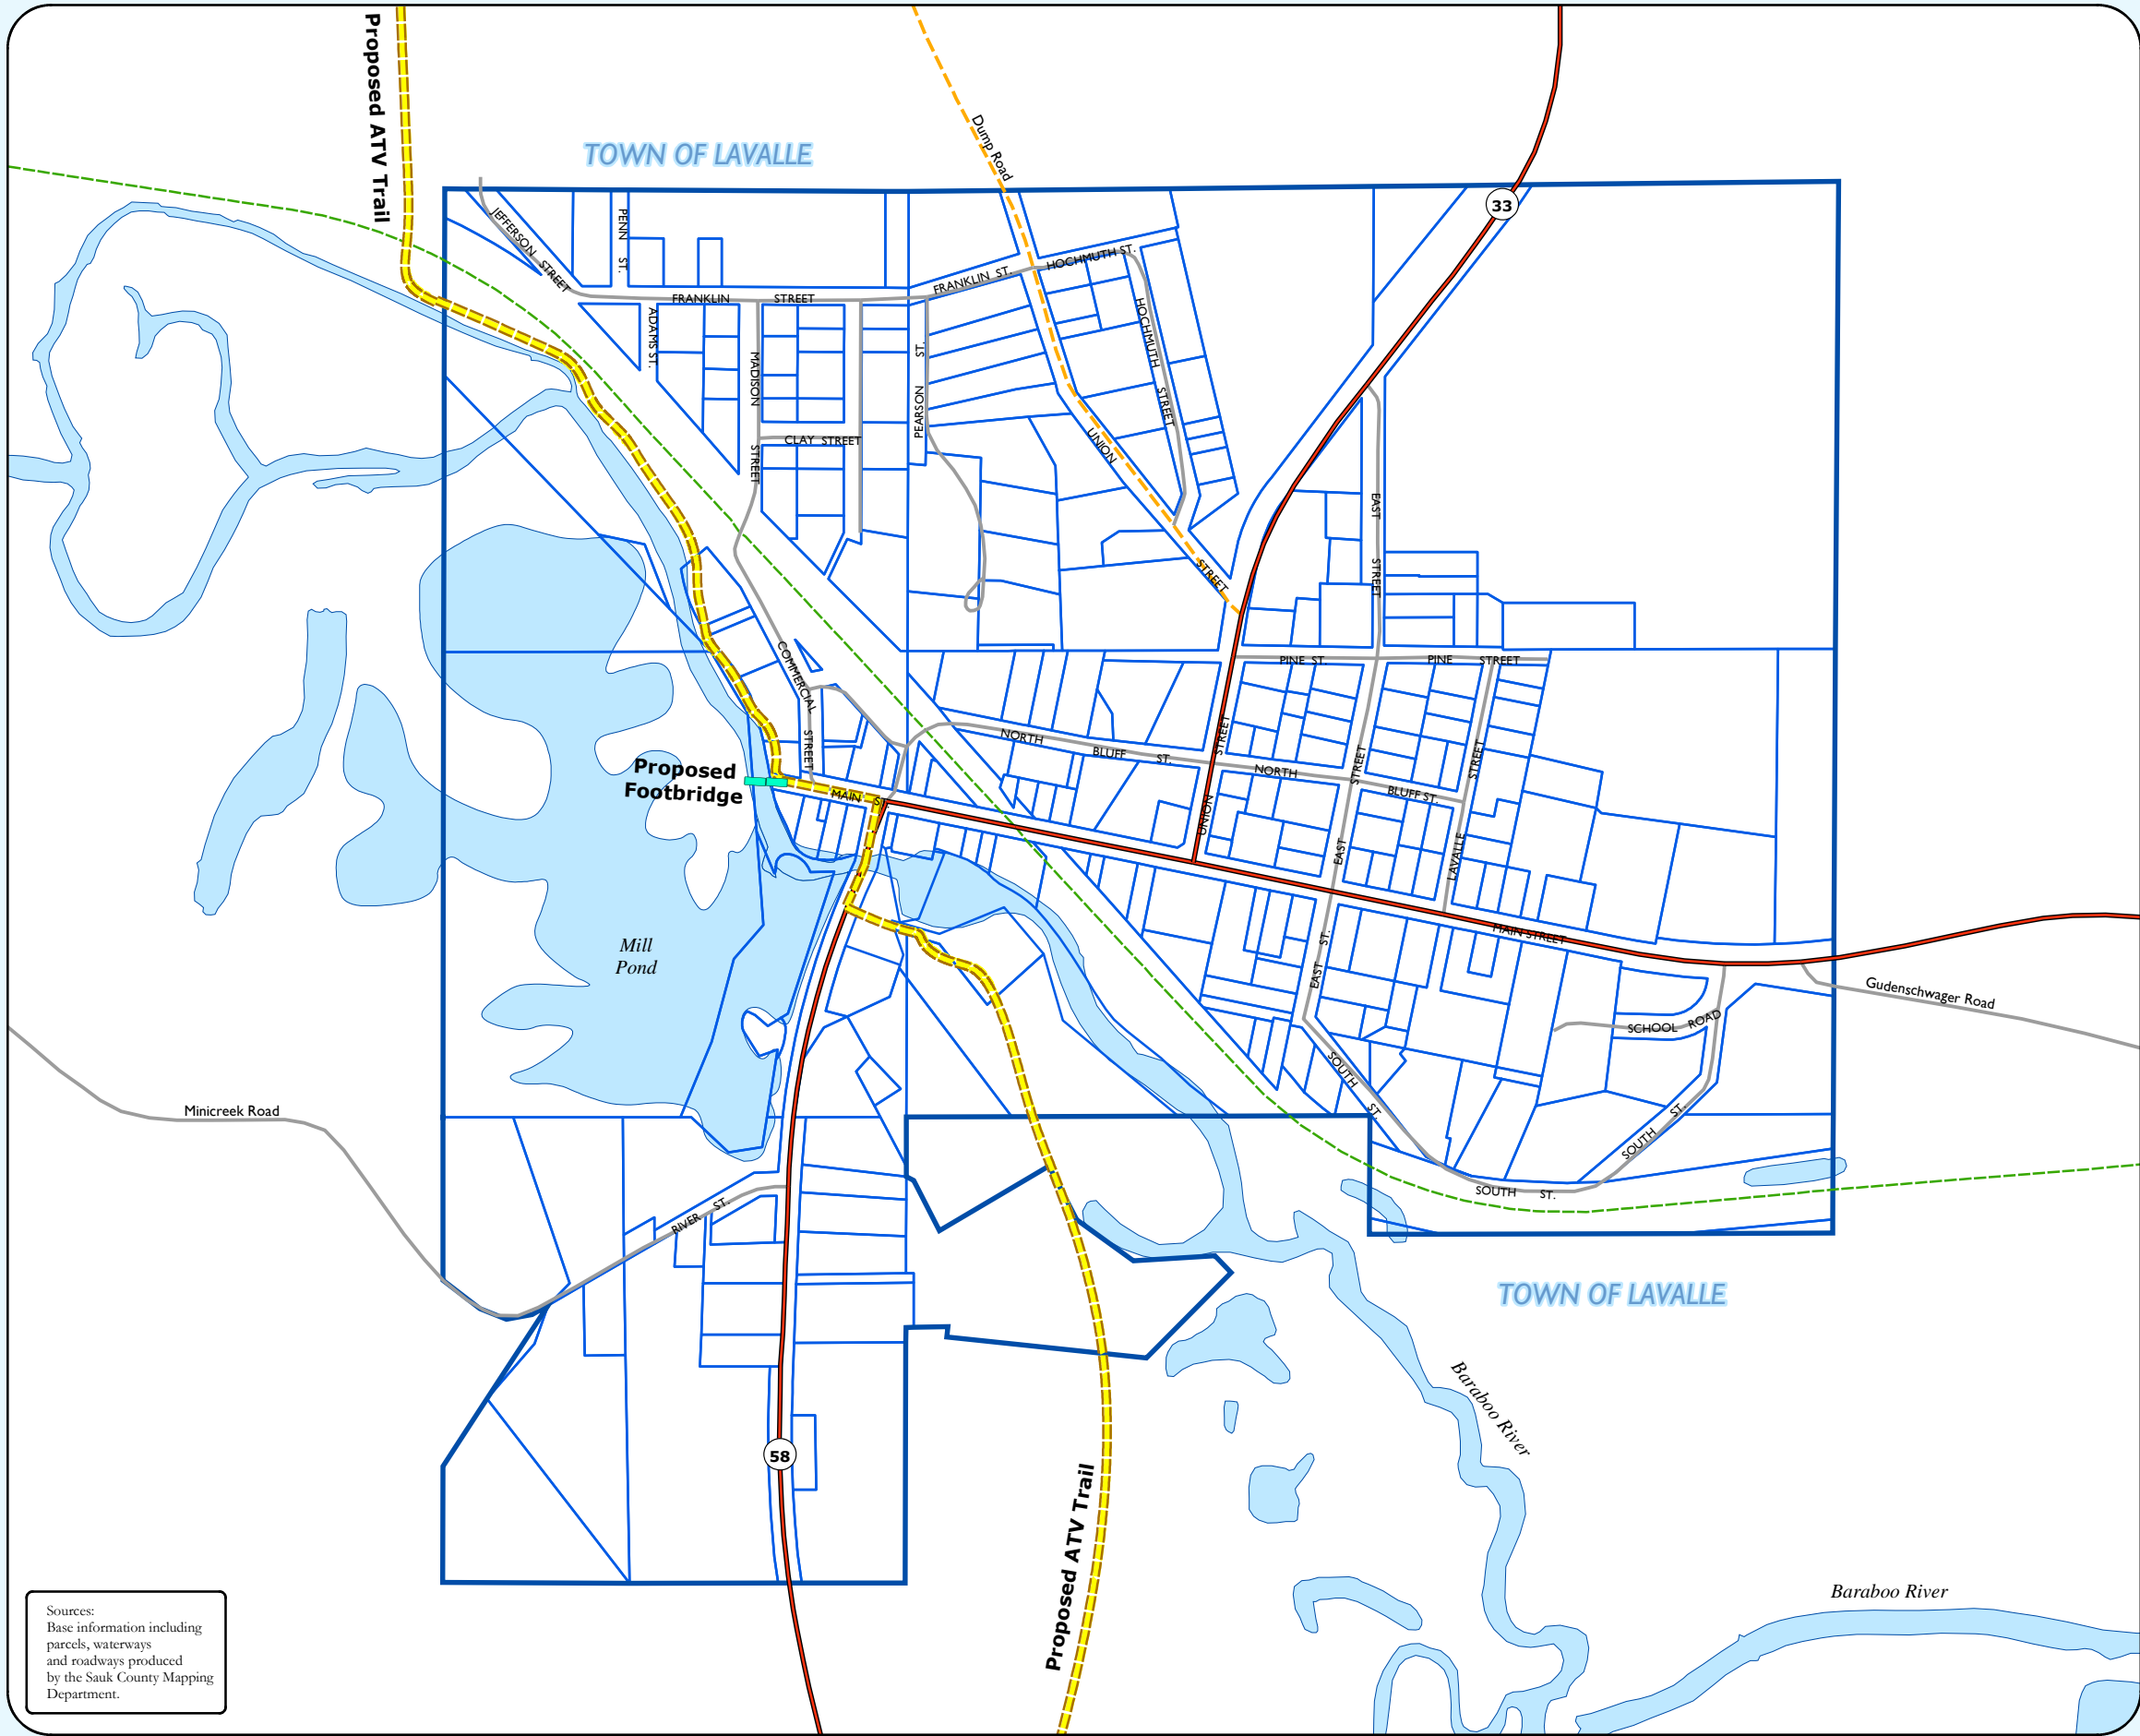 Proposed ATV Trail
TOWN OF LAVALLE
Dump Road
33
JEFFERSON STREET
PENN ST.
FRANKLIN STREET
FRANKLIN ST.
HOCHMUTH ST.
HOCHMUTH STREET
ADAMS ST.
MADISON STREET
PEARSON ST.
CLAY STREET
UNION STREET
EAST STREET
COMMERCIAL STREET
PINE ST.
PINE STREET
NORTH BLUFF ST.
NORTH BLUFF ST.
UNION STREET
EAST STREET
LAVALLE STREET
Proposed
Footbridge
MAIN ST.
MAIN STREET
EAST ST.
Mill
Pond
Gudenschwager Road
SCHOOL ROAD
SOUTH ST.
SOUTH ST.
SOUTH ST.
Minicreek Road
RIVER ST.
TOWN OF LAVALLE
Baraboo River
58
Proposed ATV Trail
Baraboo River
Sources:
Base information including
parcels, waterways
and roadways produced
by the Sauk County Mapping
Department.